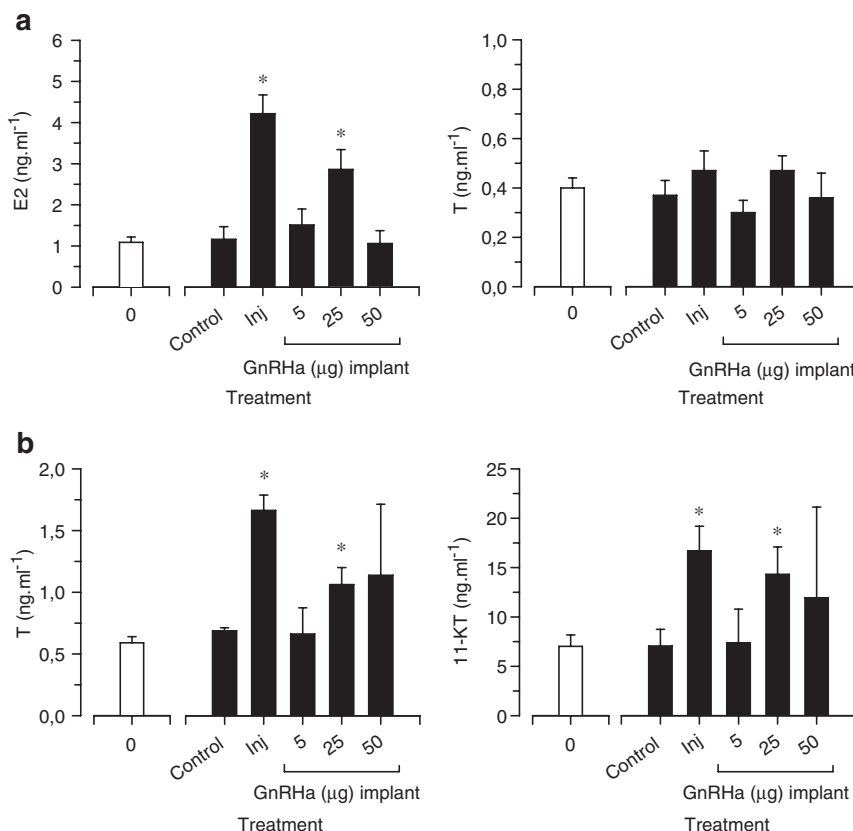 a
E2 (ng.ml⁻¹)
6
5
4
3
2
1
0
*
*
0
Control
Inj
5
25
50
GnRHa (μg) implant
Treatment
T (ng.ml⁻¹)
1,0
0,8
0,6
0,4
0,2
0,0
0
Control
Inj
5
25
50
GnRHa (μg) implant
Treatment
b
T (ng.ml⁻¹)
2,0
1,5
1,0
0,5
0,0
*
*
0
Control
Inj
5
25
50
GnRHa (μg) implant
Treatment
11-KT (ng.ml⁻¹)
25
20
15
10
5
0
*
*
0
Control
Inj
5
25
50
GnRHa (μg) implant
Treatment